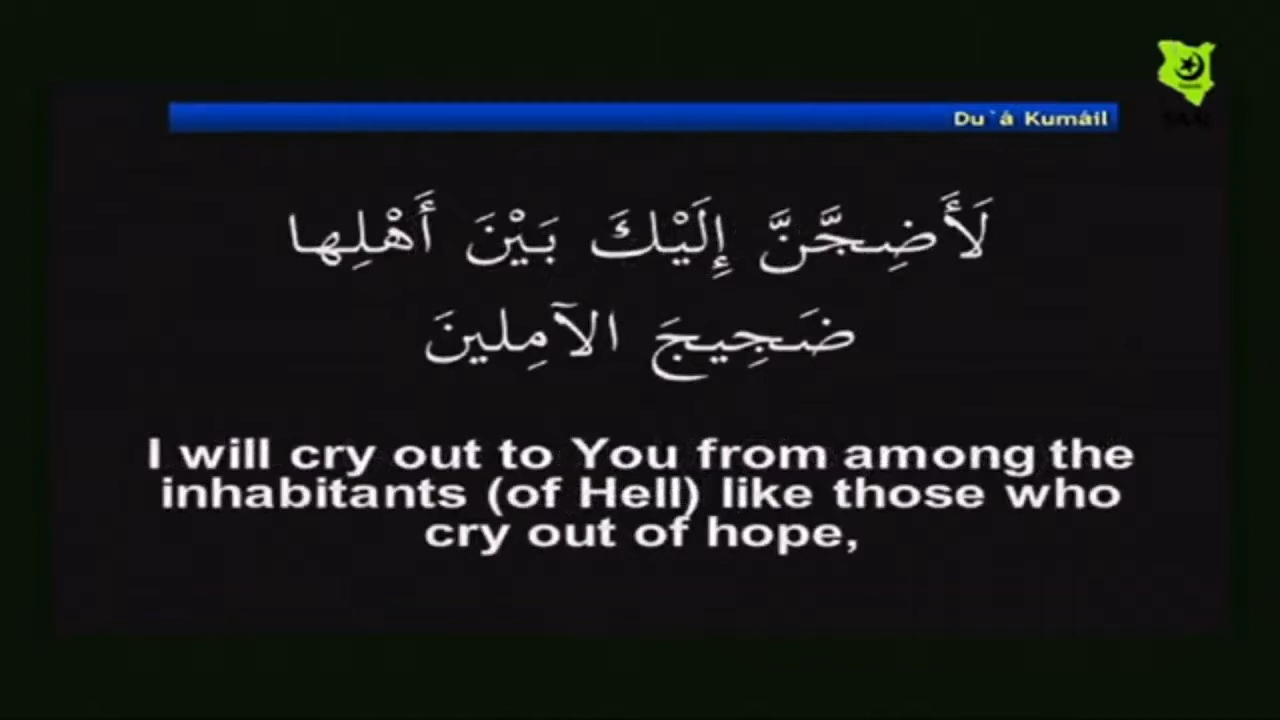 Du`á Kumáil
لَأَضِجَّنَّ إِلَيْكَ بَيْنَ أَهْلِها
ضَجِيجَ الآمِلينَ
I will cry out to You from among the
inhabitants (of Hell) like those who
cry out of hope,